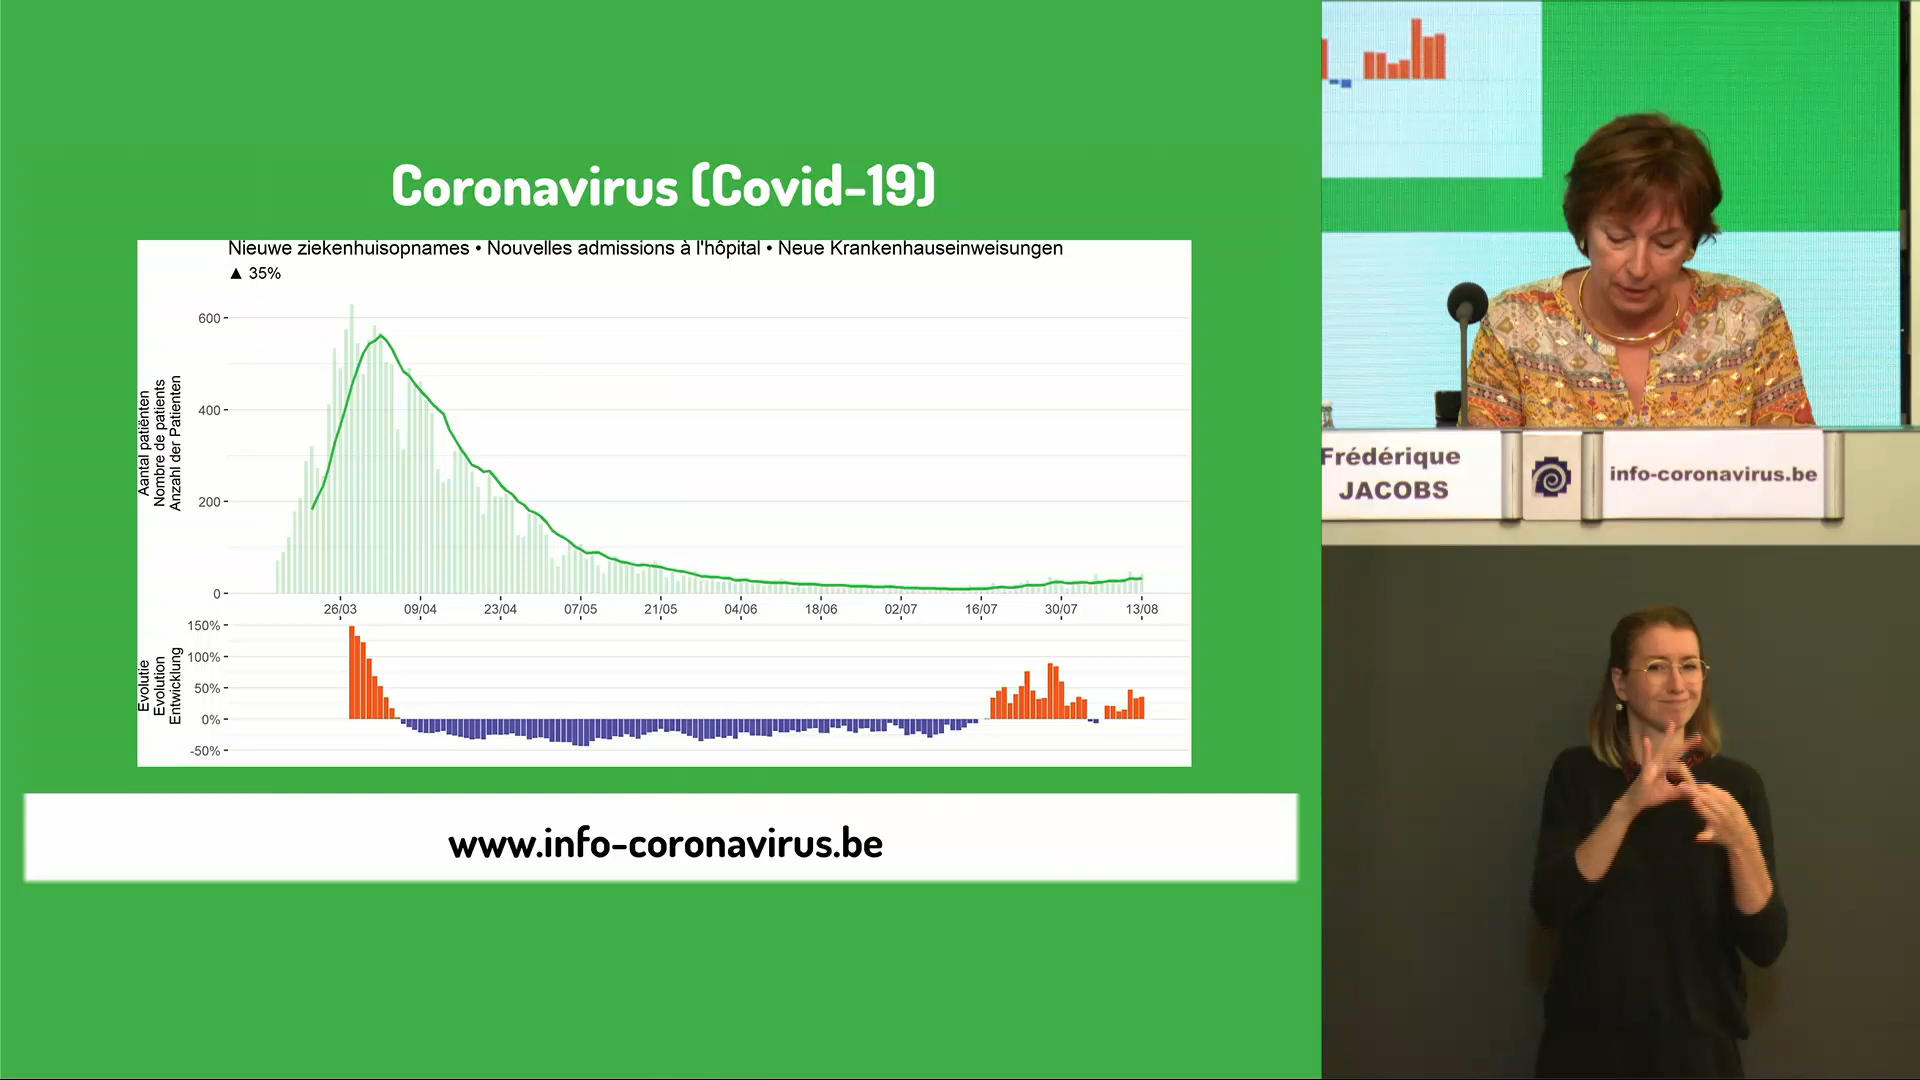 Coronavirus (Covid-19)
Nieuwe ziekenhuisopnames • Nouvelles admissions à l'hôpital • Neue Krankenhauseinweisungen
▲ 35%
Aantal patiënten
Nombre de patients
Anzahl der Patienten
600
400
200
0
26/03 09/04 23/04 07/05 21/05 04/06 18/06 02/07 16/07 30/07 13/08
Evolutie
Evolution
Entwicklung
150%
100%
50%
0%
-50%
www.info-coronavirus.be
Frédérique
JACOBS
info-coronavirus.be